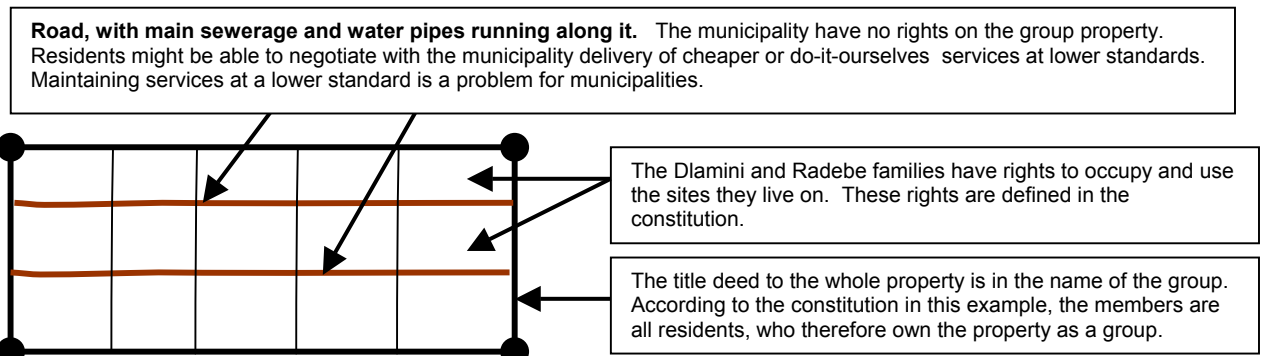 Road, with main sewerage and water pipes running along it. The municipality have no rights on the group property.
Residents might be able to negotiate with the municipality delivery of cheaper or do-it-ourselves services at lower standards.
Maintaining services at a lower standard is a problem for municipalities.
The Dlamini and Radebe families have rights to occupy and use
the sites they live on. These rights are defined in the
constitution.
The title deed to the whole property is in the name of the group.
According to the constitution in this example, the members are
all residents, who therefore own the property as a group.